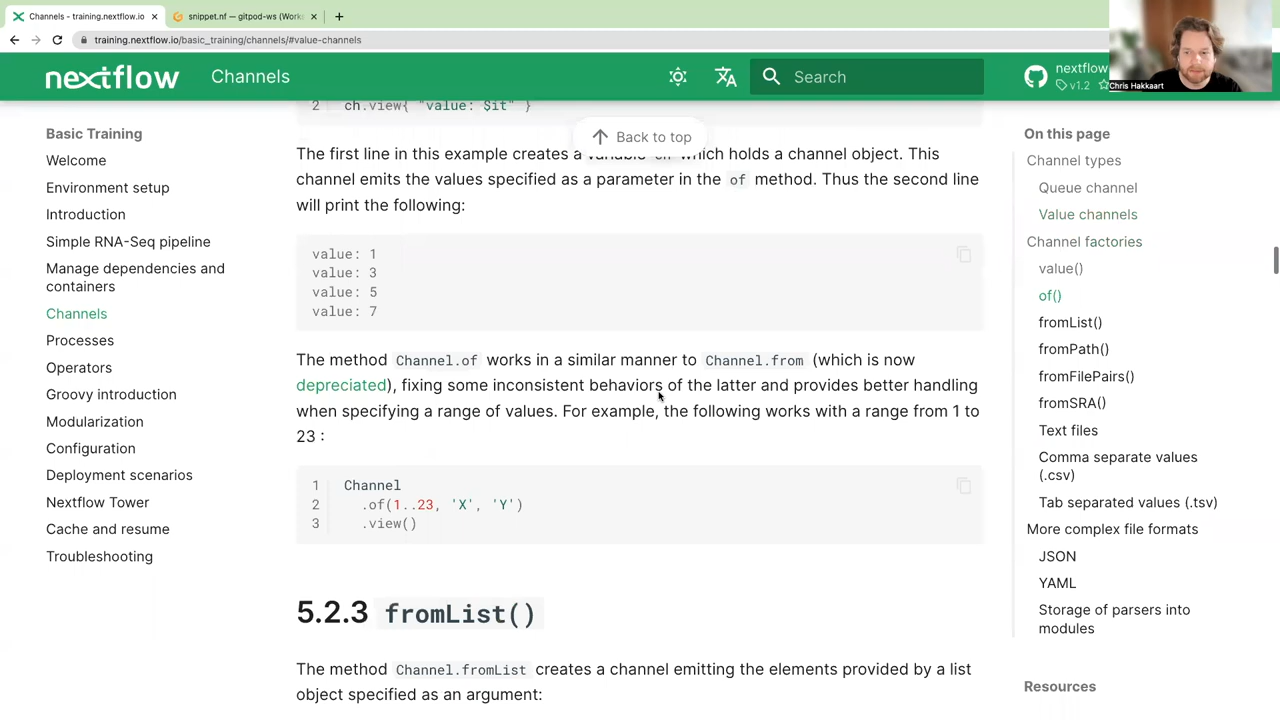 Channels - training.nextflow.io
snippet.nf — gitpod-ws (Works
training.nextflow.io/basic_training/channels/#value-channels
nextflow
Channels
Search
nextflow
v1.2
Chris Hakkaart
Basic Training
Welcome
Environment setup
Introduction
Simple RNA-Seq pipeline
Manage dependencies and
containers
Channels
Processes
Operators
Groovy introduction
Modularization
Configuration
Deployment scenarios
Nextflow Tower
Cache and resume
Troubleshooting
2 ch.view{ "value: $it" }
Back to top
The first line in this example creates a variable ch which holds a channel object. This
channel emits the values specified as a parameter in the of method. Thus the second line
will print the following:
value: 1
value: 3
value: 5
value: 7
The method Channel.of works in a similar manner to Channel.from (which is now
depreciated), fixing some inconsistent behaviors of the latter and provides better handling
when specifying a range of values. For example, the following works with a range from 1 to
23 :
1 Channel
2 .of(1..23, 'X', 'Y')
3 .view()
5.2.3 fromList()
The method Channel.fromList creates a channel emitting the elements provided by a list
object specified as an argument:
On this page
Channel types
Queue channel
Value channels
Channel factories
value()
of()
fromList()
fromPath()
fromFilePairs()
fromSRA()
Text files
Comma separate values
(.csv)
Tab separated values (.tsv)
More complex file formats
JSON
YAML
Storage of parsers into
modules
Resources